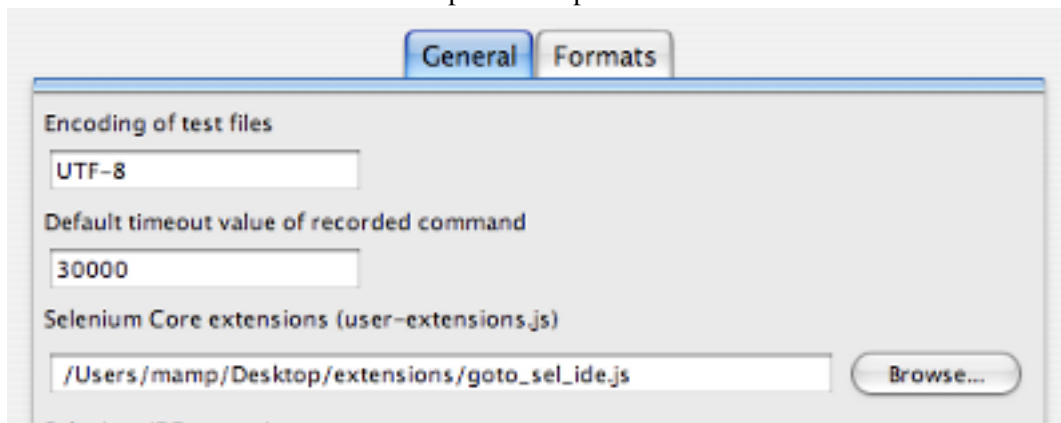 General Formats
Encoding of test files
UTF-8
Default timeout value of recorded command
30000
Selenium Core extensions (user-extensions.js)
/Users/mamp/Desktop/extensions/goto_sel_ide.js Browse...